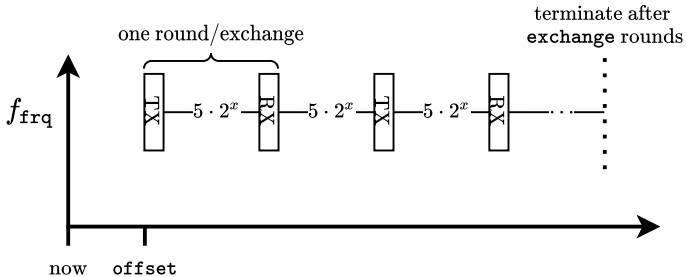 terminate after
exchange rounds
one round/exchange
f_frq
TX
5 · 2^x
RX
5 · 2^x
TX
5 · 2^x
RX
...
now
offset